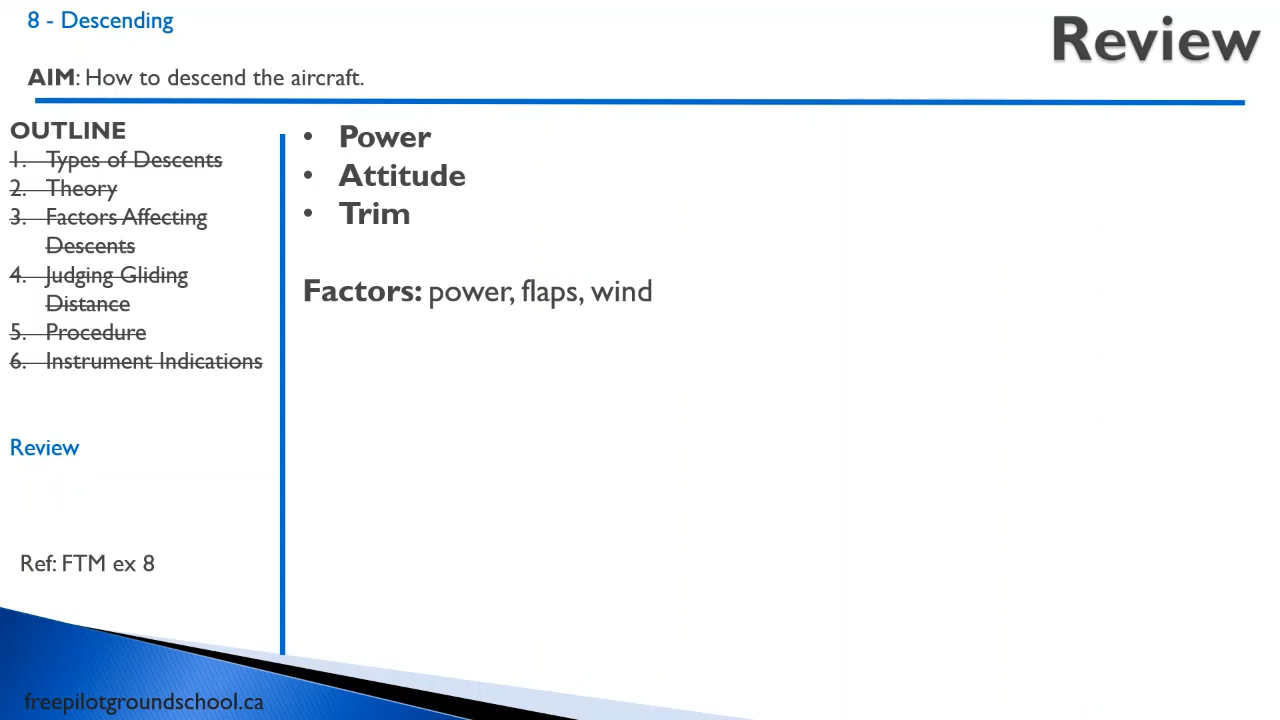 8 - Descending
Review
AIM: How to descend the aircraft.
OUTLINE
1. Types of Descents
2. Theory
3. Factors Affecting
Descents
4. Judging Gliding
Distance
5. Procedure
6. Instrument Indications
Review
Ref: FTM ex 8
• Power
• Attitude
• Trim
Factors: power, flaps, wind
freepilotgroundschool.ca